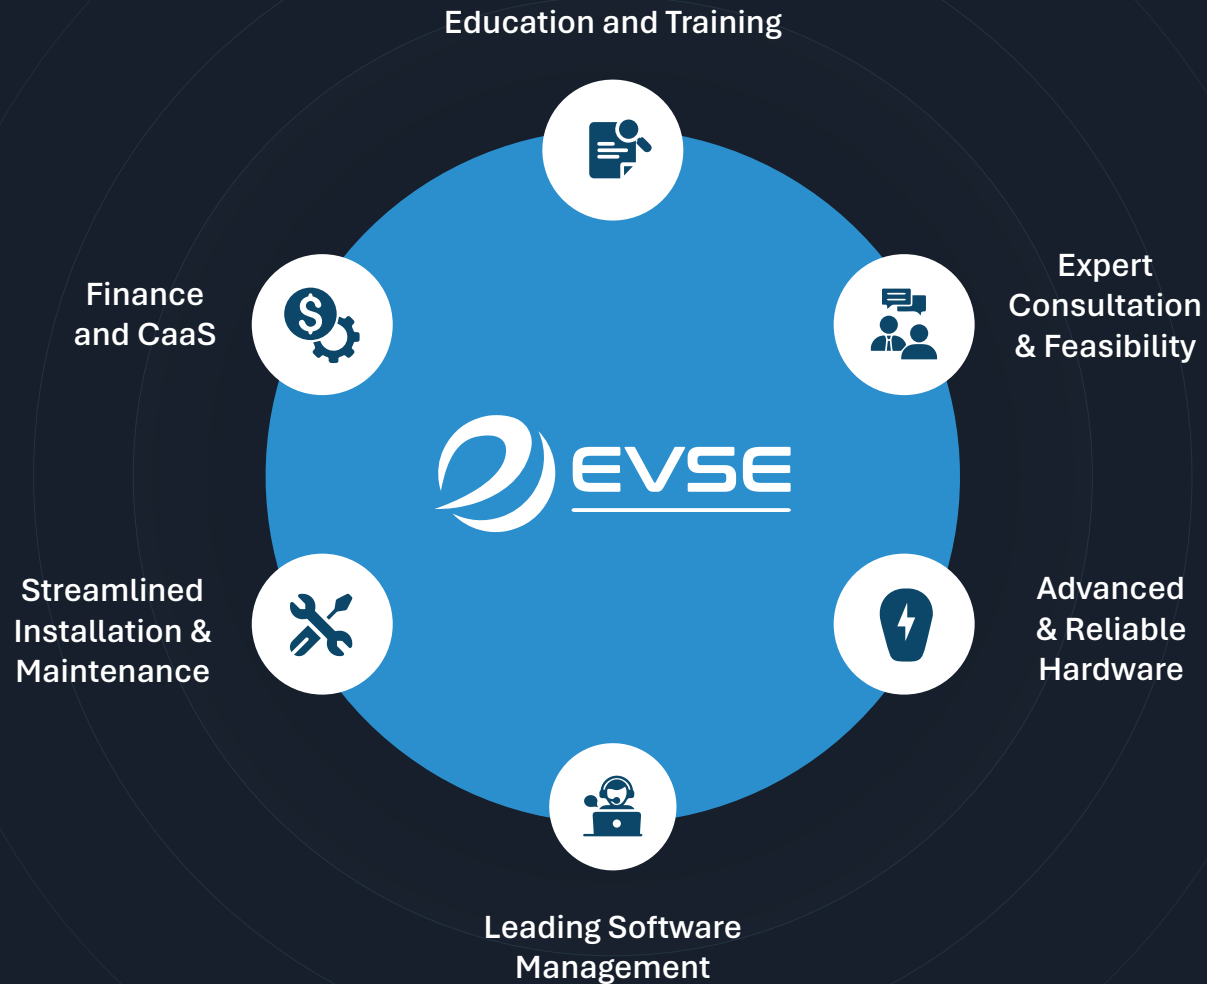 Education and Training
Expert
Consultation
& Feasibility
Finance
and CaaS
EVSE
Streamlined
Installation &
Maintenance
Advanced
& Reliable
Hardware
Leading Software
Management